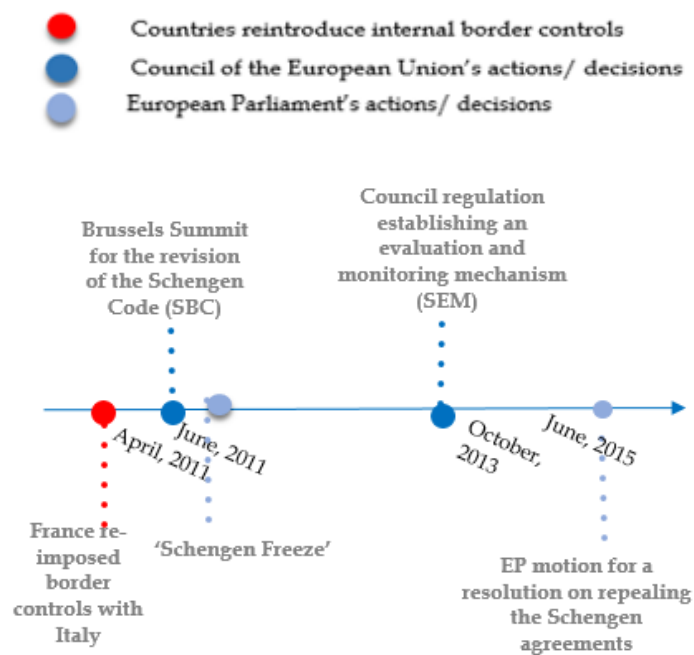 Countries reintroduce internal border controls
Council of the European Union's actions/ decisions
European Parliament's actions/ decisions
Brussels Summit
for the revision
of the Schengen
Code (SBC)
Council regulation
establishing an
evaluation and
monitoring mechanism
(SEM)
April, 2011
June, 2011
October,
2013
June, 2015
France re-
imposed
border
controls with
Italy
'Schengen Freeze'
EP motion for a
resolution on repealing
the Schengen
agreements